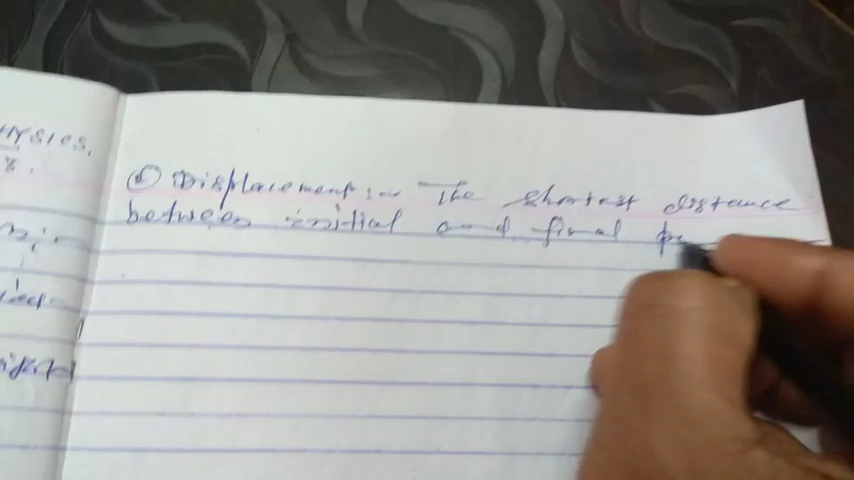 HYSICS,
① Displacement :- The shortest distance
between initial and final p